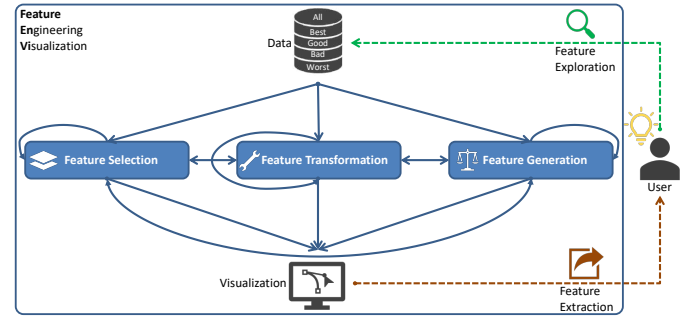 Feature
Engineering
Visualization
Data
All
Best
Good
Bad
Worst
Feature
Exploration
Feature Selection
Feature Transformation
Feature Generation
User
Visualization
Feature
Extraction